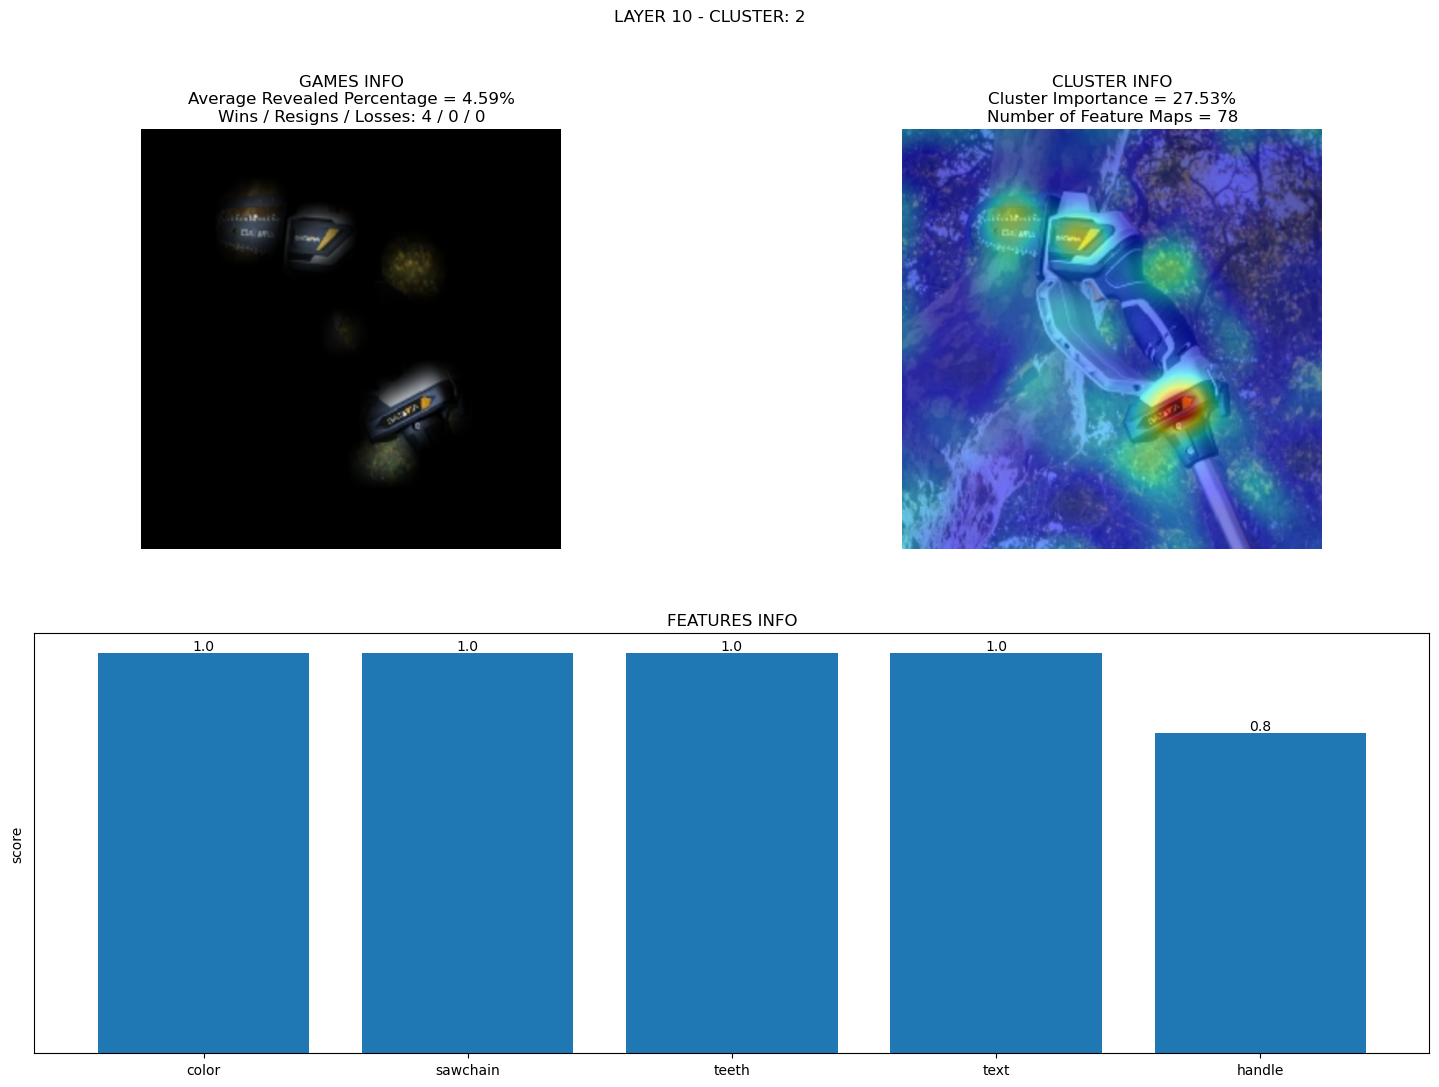 LAYER 10 - CLUSTER: 2
GAMES INFO
Average Revealed Percentage = 4.59%
Wins / Resigns / Losses: 4 / 0 / 0
CLUSTER INFO
Cluster Importance = 27.53%
Number of Feature Maps = 78
FEATURES INFO
score
1.0
1.0
1.0
1.0
0.8
color
sawchain
teeth
text
handle